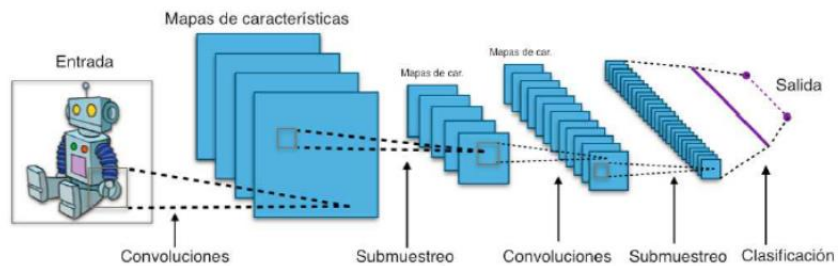 Mapas de características
Entrada
Mapas de car.
Mapas de car.
Salida
Convoluciones
Submuestreo
Convoluciones
Submuestreo
Clasificación